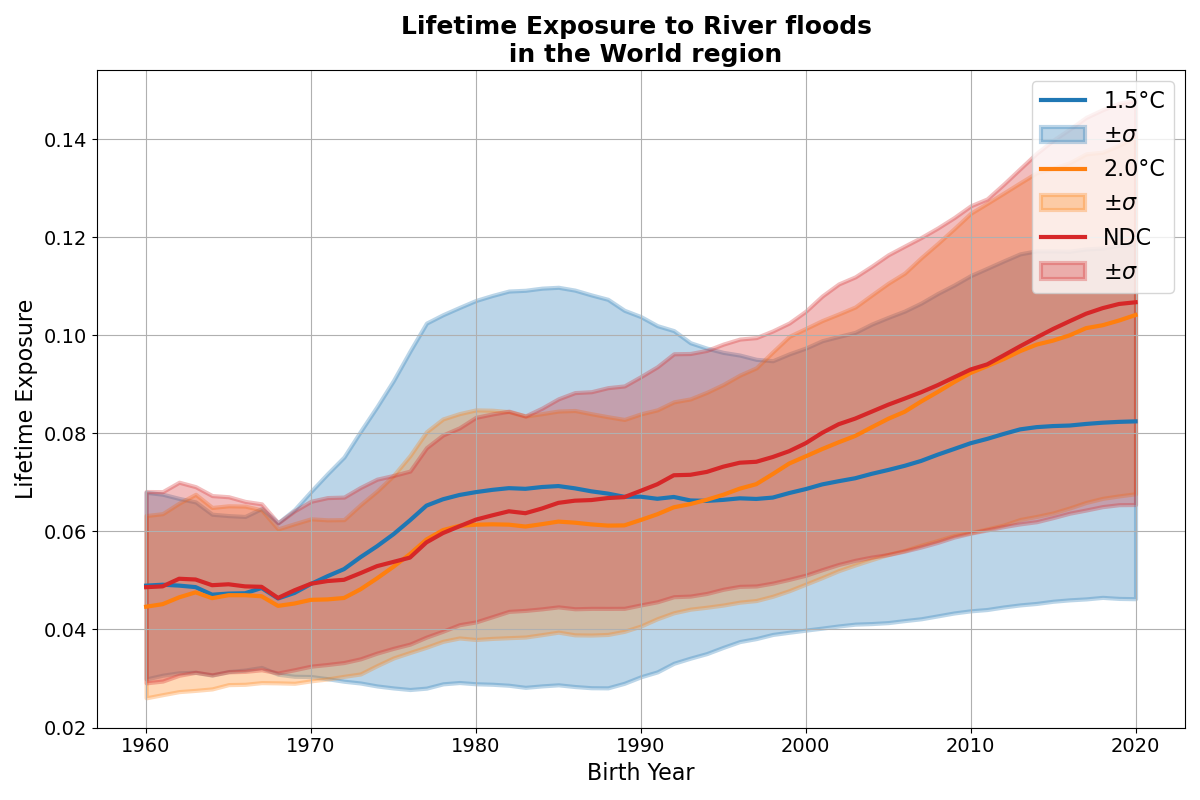 Lifetime Exposure to River floods
in the World region
Lifetime Exposure
0.14
0.12
0.10
0.08
0.06
0.04
0.02
1.5°C
±σ
2.0°C
±σ
NDC
±σ
1960
1970
1980
1990
2000
2010
2020
Birth Year